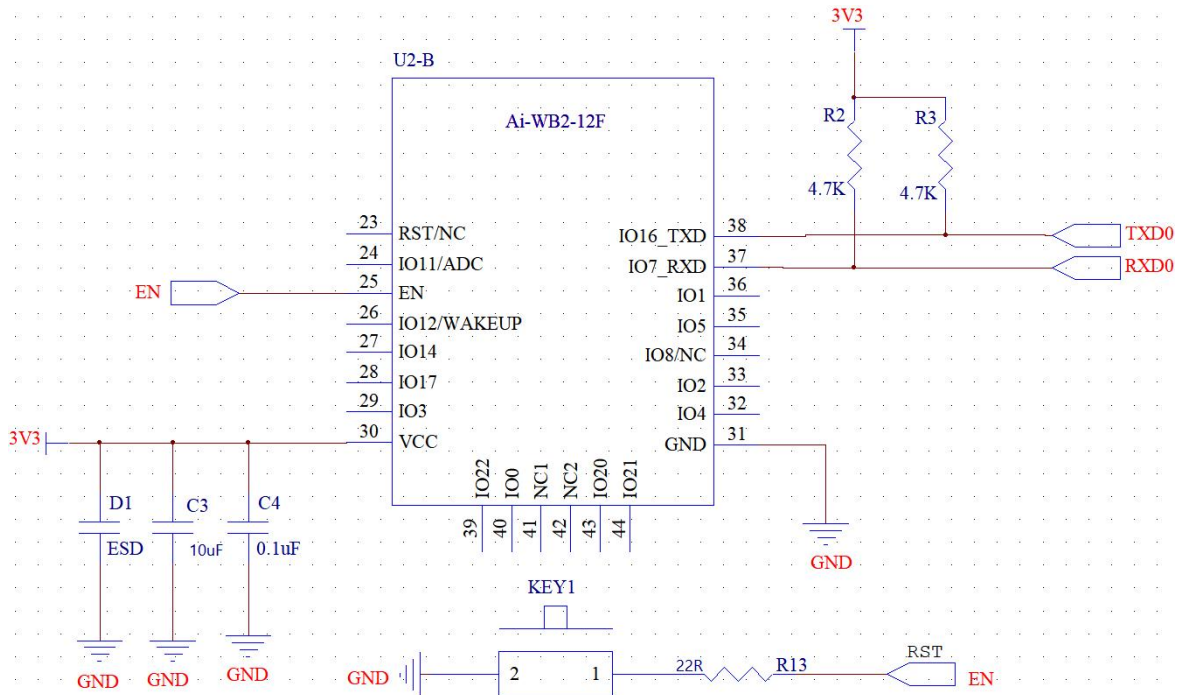 3V3
U2-B
Ai-WB2-12F
R2
R3
4.7K
4.7K
23
RST/NC
24
IO11/ADC
EN
25
EN
26
IO12/WAKEUP
27
IO14
28
IO17
29
IO3
3V3
30
VCC
IO16_TXD
38
TXD0
IO7_RXD
37
RXD0
IO1
36
IO5
35
IO8/NC
34
IO2
33
IO4
32
GND
31
IO22
IO0
NC1
NC2
IO20
IO21
39
40
41
42
43
44
D1
ESD
C3
10uF
C4
0.1uF
GND
GND
GND
GND
KEY1
GND
2
1
22R
R13
RST
EN